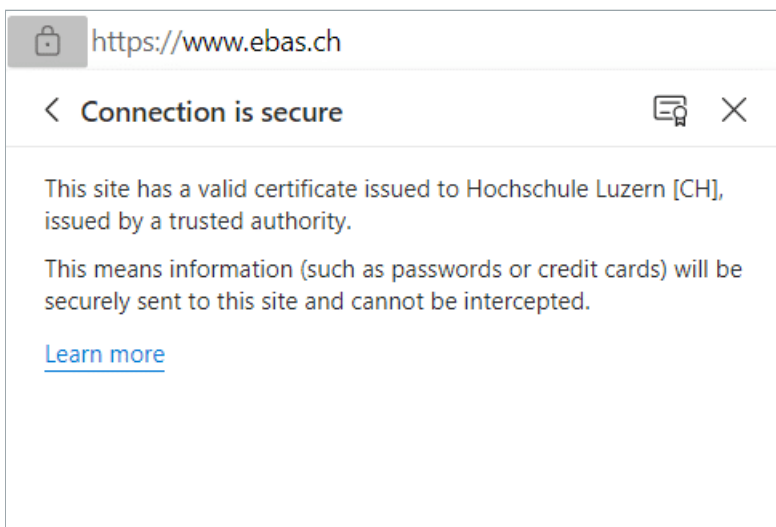 https://www.ebas.ch
Connection is secure
This site has a valid certificate issued to Hochschule Luzern [CH],
issued by a trusted authority.
This means information (such as passwords or credit cards) will be
securely sent to this site and cannot be intercepted.
Learn more